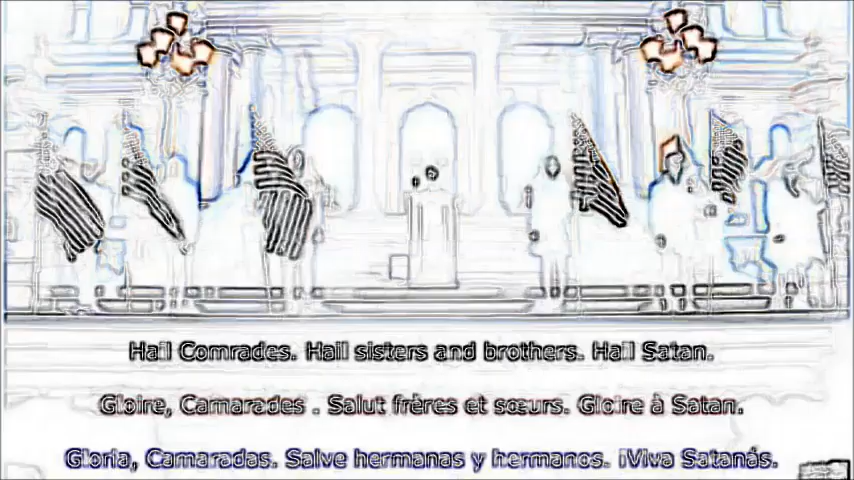 Hail Comrades. Hail sisters and brothers. Hail Satan.
Gloire, Camarades . Salut frères et sœurs. Gloire à Satan.
Gloria, Camaradas. Salve hermanas y hermanos. ¡Viva Satanás.